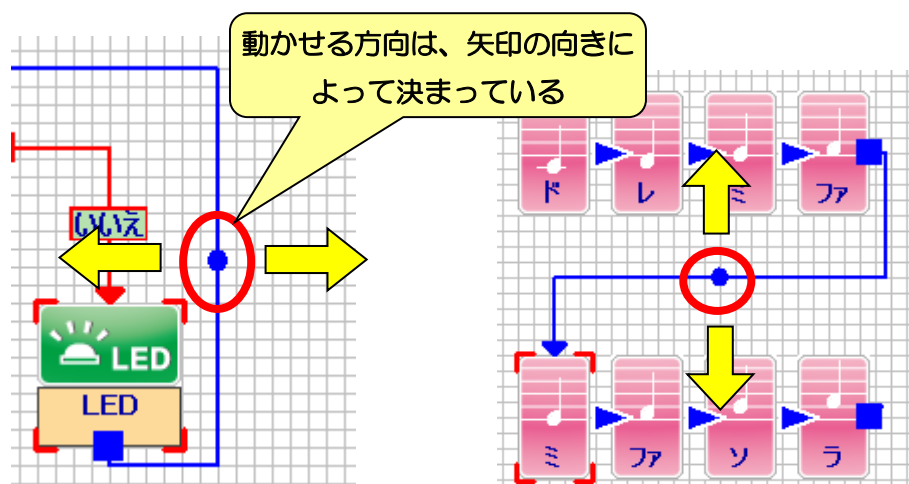 動かせる方向は、矢印の向きに
よって決まっている
いいえ
LED
LED
ド レ ミ ファ
ミ ファ ソ ラ